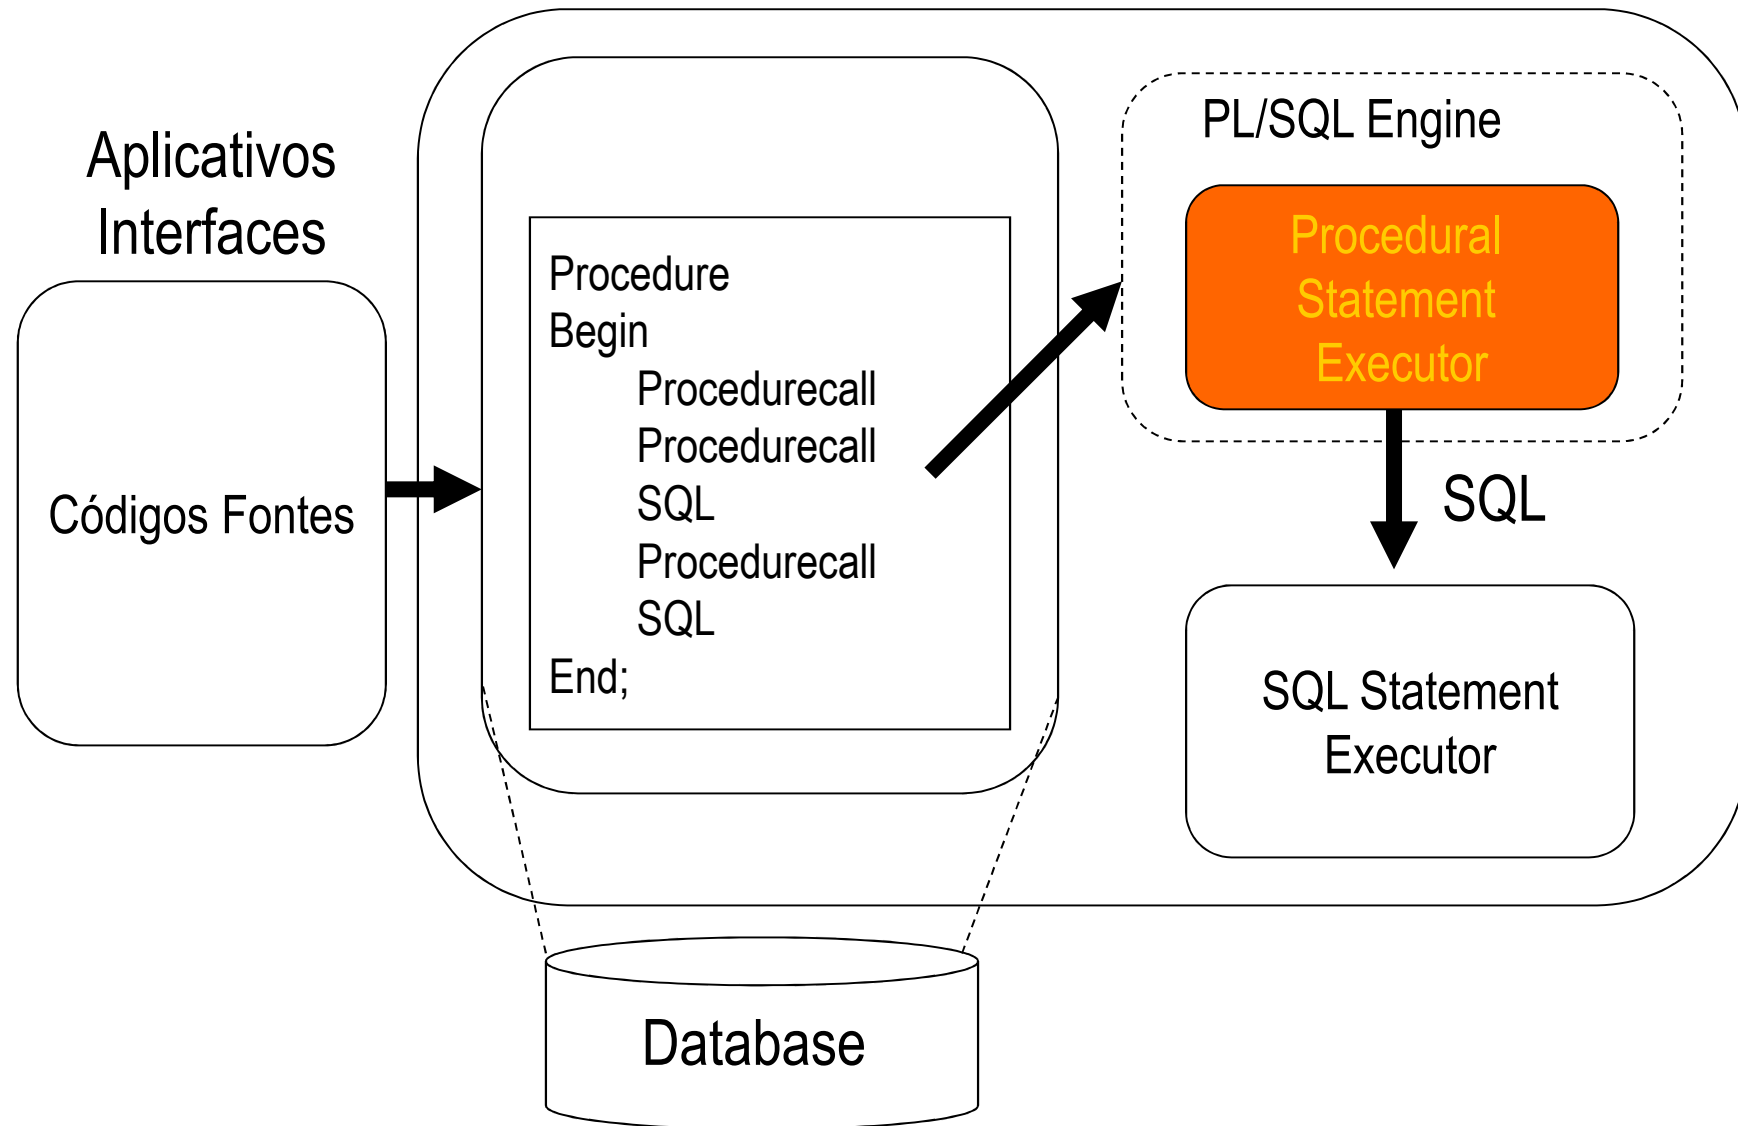 Aplicativos
Interfaces
Códigos Fontes
Procedure
Begin
Procedurecall
Procedurecall
SQL
Procedurecall
SQL
End;
PL/SQL Engine
Procedural
Statement
Executor
SQL
SQL Statement
Executor
Database